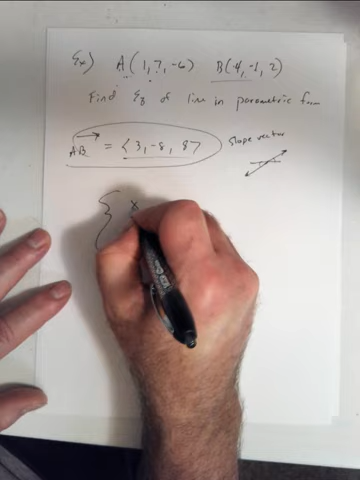 Ex) A(1, 7, -6) B(4, -1, 2)
Find Eq of line in parametric form
AB = <3, -8, 8> slope vector
{ x